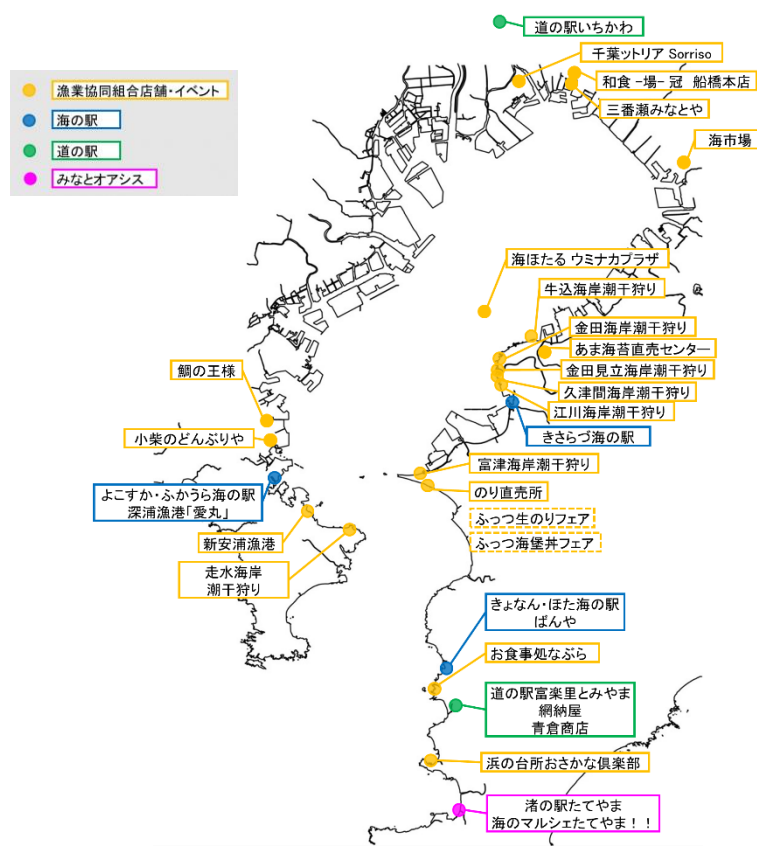 道の駅いちかわ
千葉ットリア Sorriso
漁業協同組合店舗・イベント
和食 -場- 冠 船橋本店
海の駅
三番瀬みなとや
道の駅
海市場
みなとオアシス
海ほたる ウミナカプラザ
牛込海岸潮干狩り
金田海岸潮干狩り
あま海苔直売センター
鯛の王様
金田見立海岸潮干狩り
久津間海岸潮干狩り
江川海岸潮干狩り
小柴のどんぶりや
きさらづ海の駅
富津海岸潮干狩り
よこすか・ふかうら海の駅
深浦漁港「愛丸」
のり直売所
ふっつ生のりフェア
新安浦漁港
ふっつ海堡丼フェア
走水海岸
潮干狩り
きょなん・ほた海の駅
ばんや
お食事処なぶら
道の駅富楽里とみやま
網納屋
青倉商店
浜の台所おさかな倶楽部
渚の駅たてやま
海のマルシェたてやま！！